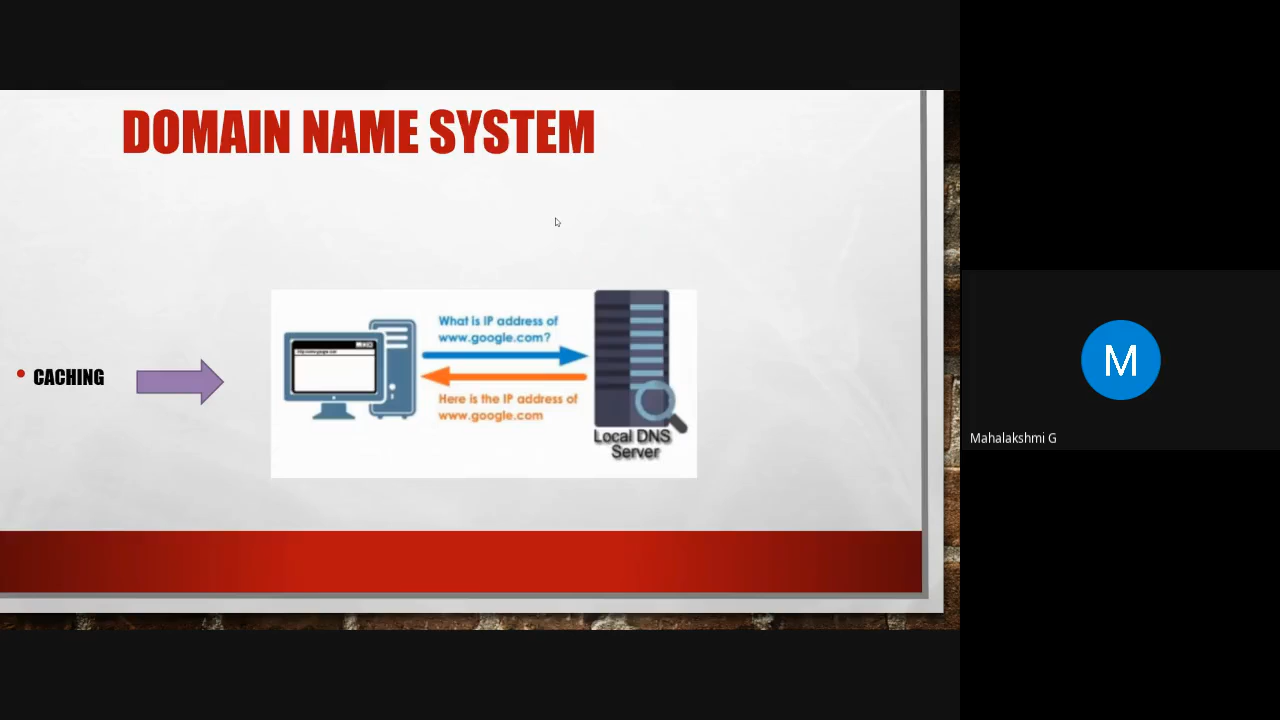 DOMAIN NAME SYSTEM
• CACHING
What is IP address of
www.google.com?
Here is the IP address of
www.google.com
Local DNS
Server
M
Mahalakshmi G